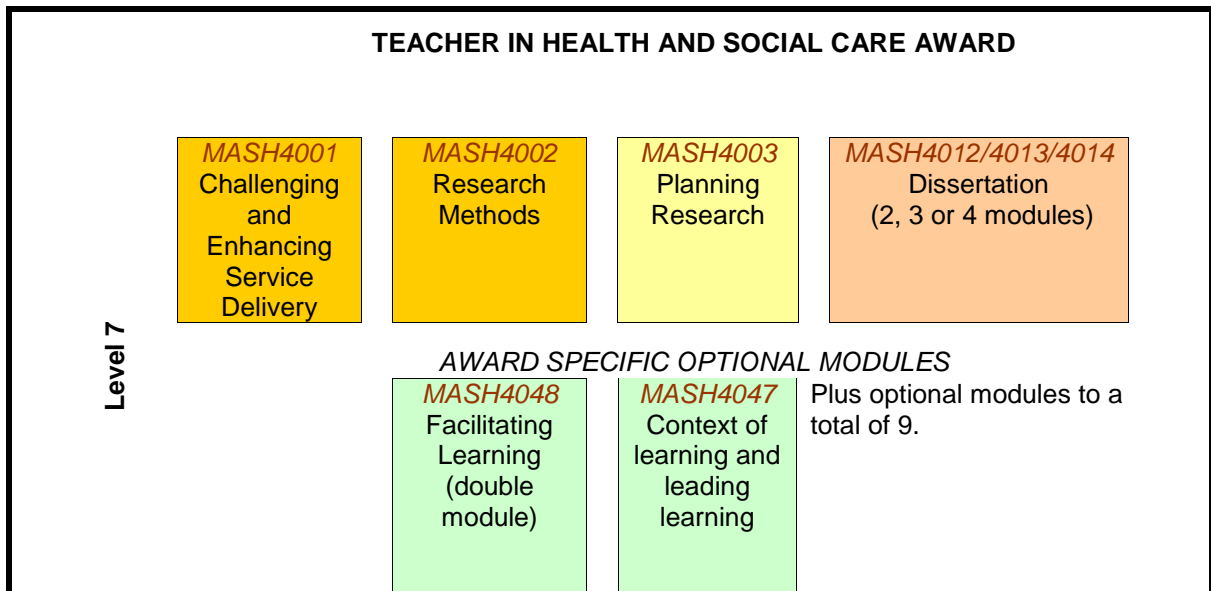 TEACHER IN HEALTH AND SOCIAL CARE AWARD
MASH4001
Challenging
and
Enhancing
Service
Delivery
MASH4002
Research
Methods
MASH4003
Planning
Research
MASH4012/4013/4014
Dissertation
(2, 3 or 4 modules)
Level 7
AWARD SPECIFIC OPTIONAL MODULES
MASH4048
Facilitating
Learning
(double
module)
MASH4047
Context of
learning and
leading
learning
Plus optional modules to a
total of 9.